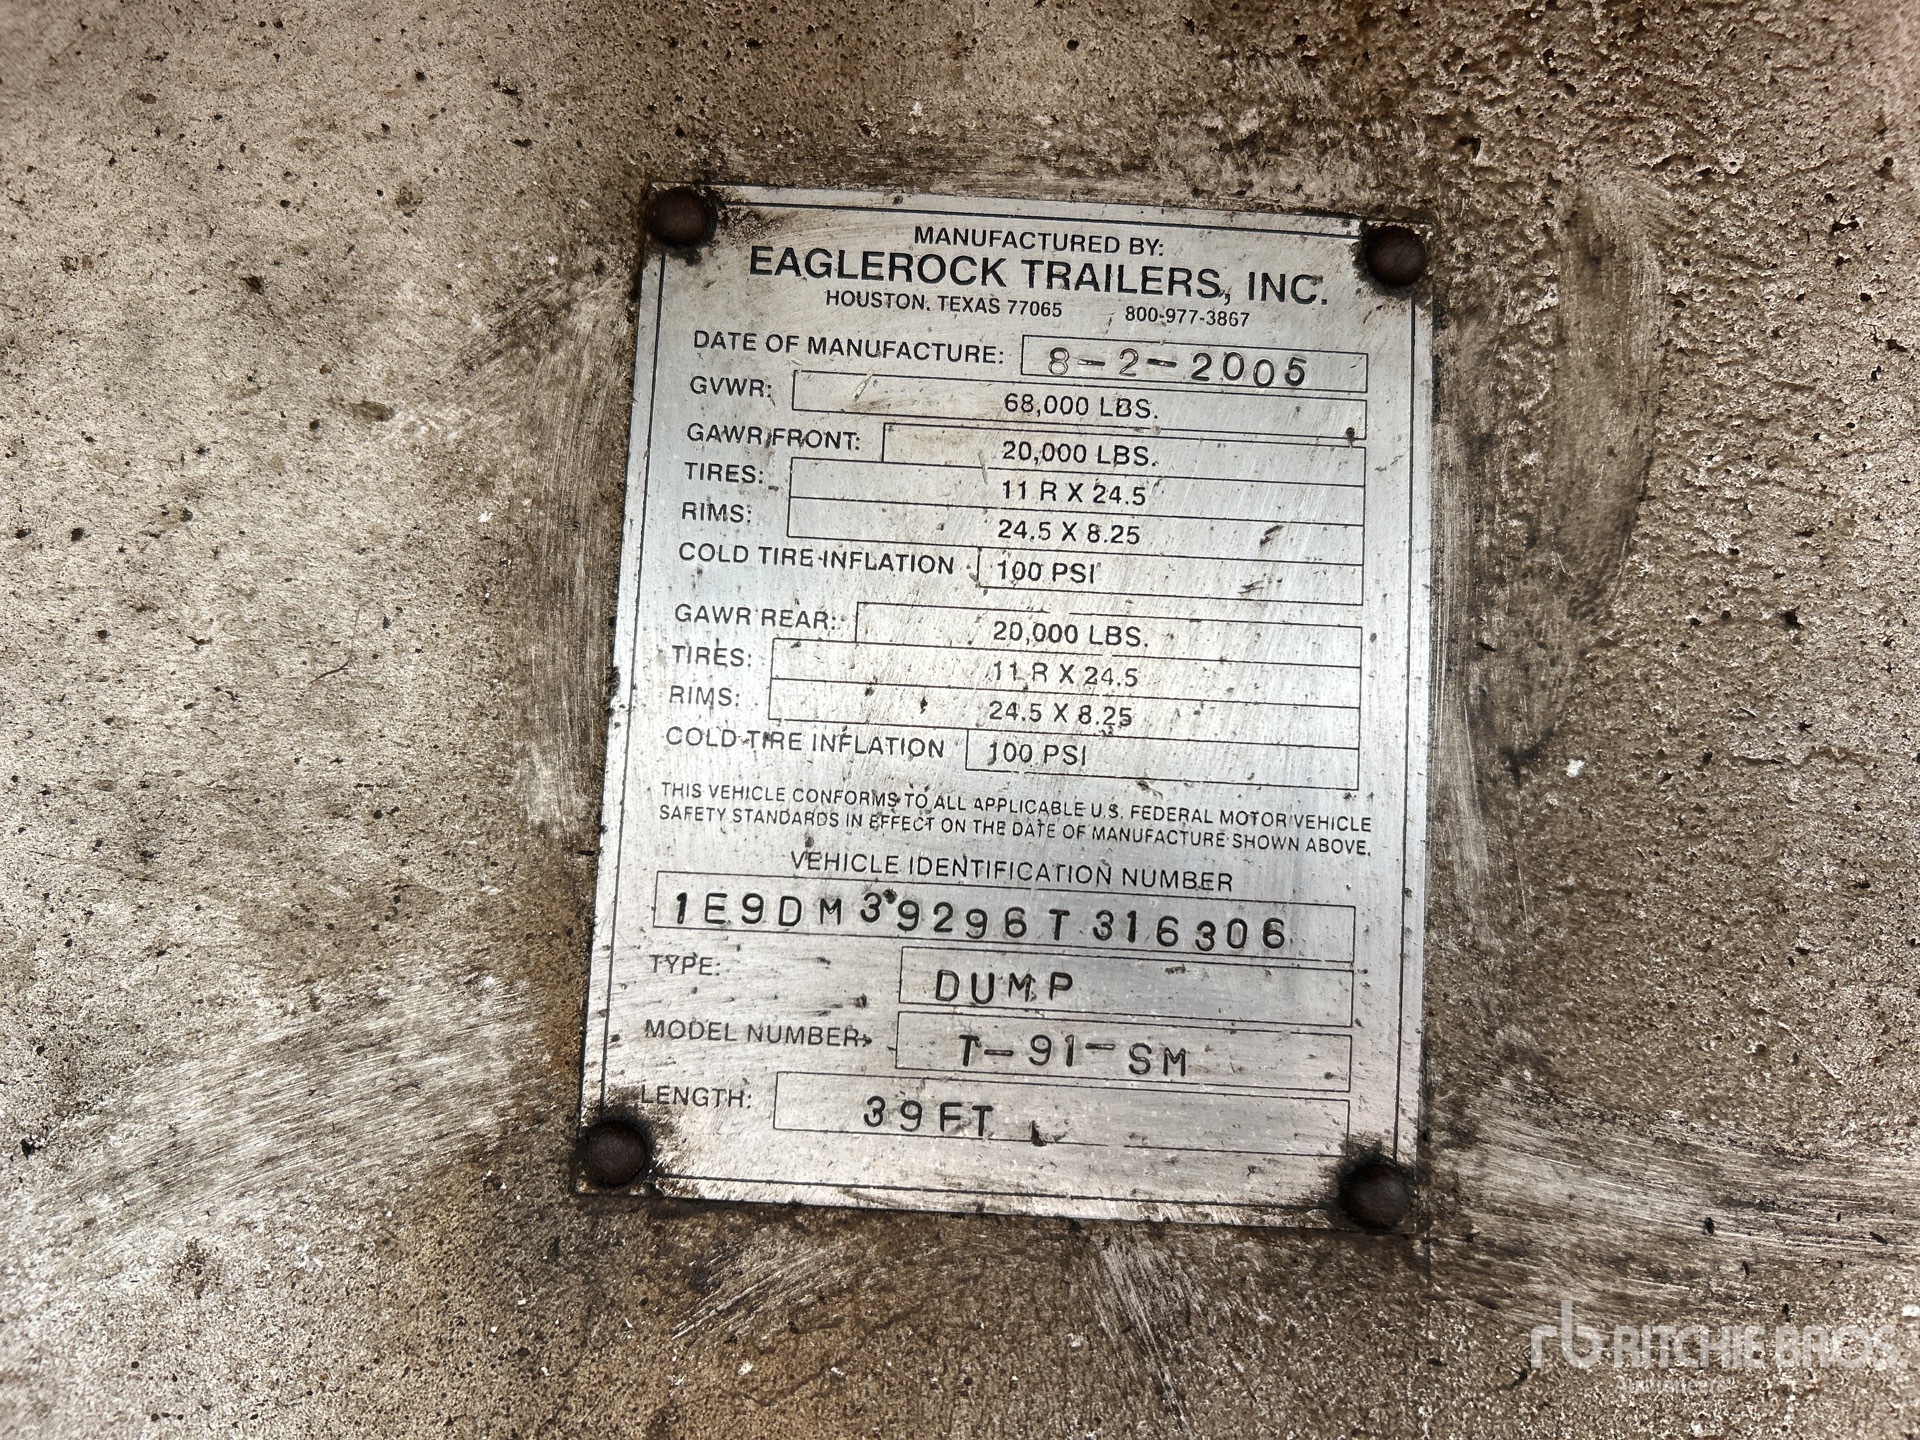 MANUFACTURED BY:
EAGLEROCK TRAILERS, INC.
HOUSTON, TEXAS 77065 800-977-3867
DATE OF MANUFACTURE: 8-2-2005
GVWR: 68,000 LBS.
GAWR FRONT: 20,000 LBS.
TIRES: 11 R X 24.5
RIMS: 24.5 X 8.25
COLD TIRE INFLATION 100 PSI
GAWR REAR: 20,000 LBS.
TIRES: 11 R X 24.5
RIMS: 24.5 X 8.25
COLD TIRE INFLATION 100 PSI
THIS VEHICLE CONFORMS TO ALL APPLICABLE U.S. FEDERAL MOTOR VEHICLE
SAFETY STANDARDS IN EFFECT ON THE DATE OF MANUFACTURE SHOWN ABOVE.
VEHICLE IDENTIFICATION NUMBER
1E9DM39296T316306
TYPE: DUMP
MODEL NUMBER: T-91-SM
LENGTH: 39FT
rb RITCHIE BROS.
Auctioneers